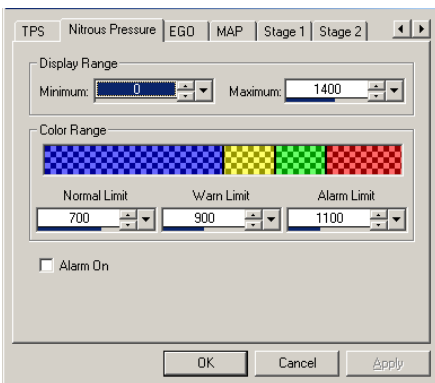 TPS Nitrous Pressure EGO MAP Stage 1 Stage 2
Display Range
Minimum: 0 Maximum: 1400
Color Range
Normal Limit Warn Limit Alarm Limit
700 900 1100
Alarm On
OK Cancel Apply